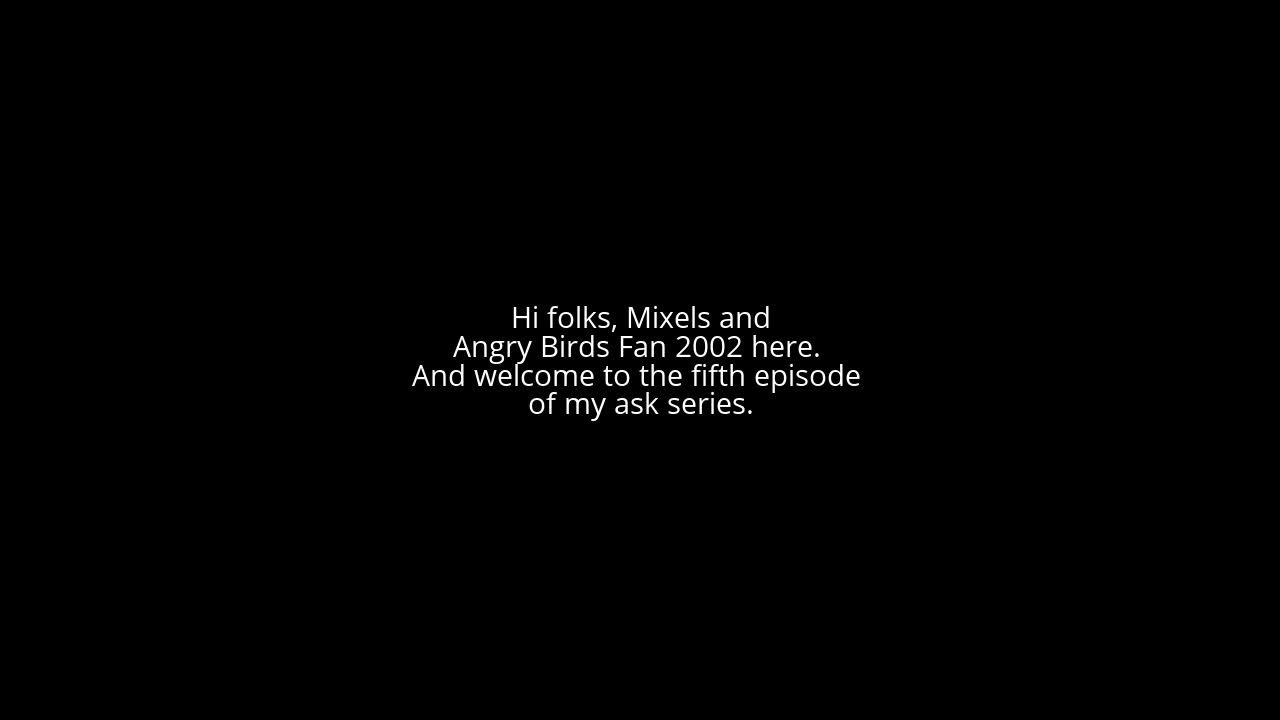 Hi folks, Mixels and
Angry Birds Fan 2002 here.
And welcome to the fifth episode
of my ask series.